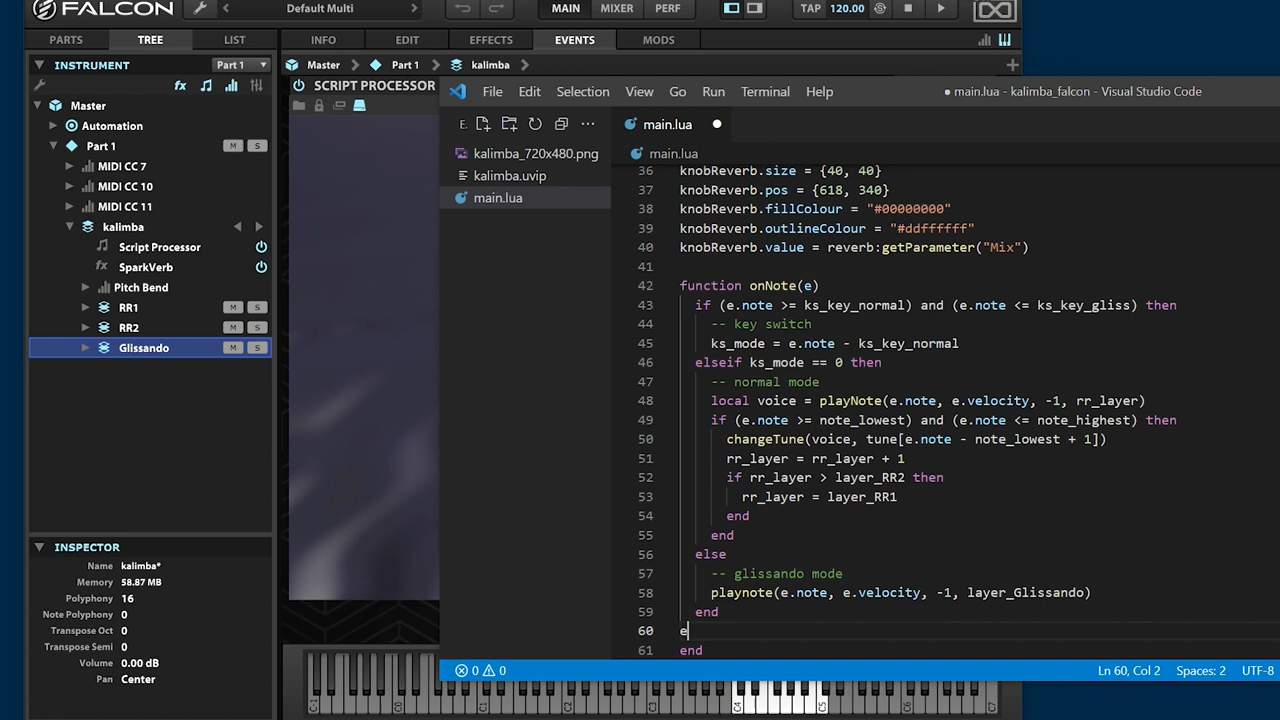 FALCON
Default Multi
MAIN MIXER PERF
TAP 120.00
PARTS TREE LIST
INFO EDIT EFFECTS EVENTS MODS
INSTRUMENT Part 1
Master Part 1 kalimba
SCRIPT PROCESSOR
Master
Automation
Part 1 M S
MIDI CC 7
MIDI CC 10
MIDI CC 11
kalimba
Script Processor
SparkVerb
Pitch Bend
RR1 M S
RR2 M S
Glissando M S
INSPECTOR
Name kalimba*
Memory 58.87 MB
Polyphony 16
Note Polyphony 0
Transpose Oct 0
Transpose Semi 0
Volume 0.00 dB
Pan Center
File Edit Selection View Go Run Terminal Help
● main.lua - kalimba_falcon - Visual Studio Code
E.
main.lua
kalimba_720x480.png
kalimba.uvip
main.lua
main.lua
36 knobReverb.size = {40, 40}
37 knobReverb.pos = {618, 340}
38 knobReverb.fillColour = "#00000000"
39 knobReverb.outlineColour = "#ddffffff"
40 knobReverb.value = reverb:getParameter("Mix")
41
42 function onNote(e)
43 if (e.note >= ks_key_normal) and (e.note <= ks_key_gliss) then
44 -- key switch
45 ks_mode = e.note - ks_key_normal
46 elseif ks_mode == 0 then
47 -- normal mode
48 local voice = playNote(e.note, e.velocity, -1, rr_layer)
49 if (e.note >= note_lowest) and (e.note <= note_highest) then
50 changeTune(voice, tune[e.note - note_lowest + 1])
51 rr_layer = rr_layer + 1
52 if rr_layer > layer_RR2 then
53 rr_layer = layer_RR1
54 end
55 end
56 else
57 -- glissando mode
58 playnote(e.note, e.velocity, -1, layer_Glissando)
59 end
60 e
61 end
0 0
Ln 60, Col 2 Spaces: 2 UTF-8
C-1 C0 C1 C2 C3 C4 C5 C6 C7